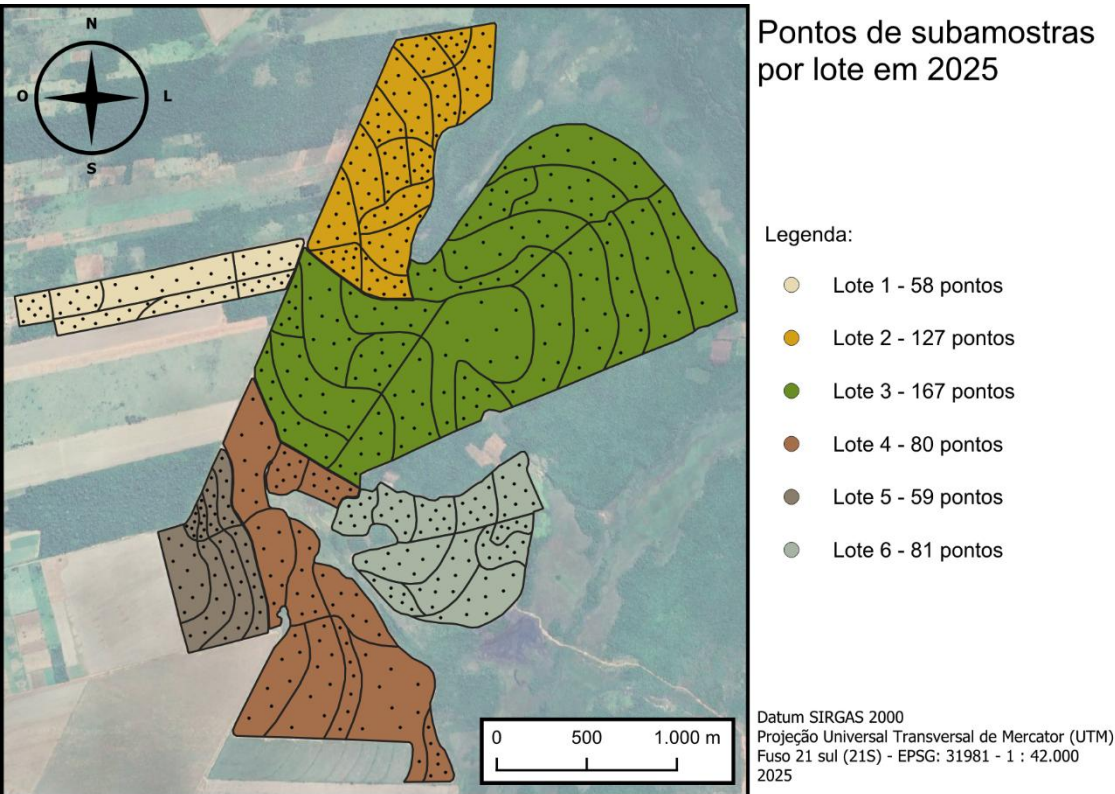 Pontos de subamostras
por lote em 2025
N
O
L
S
Legenda:
Lote 1 - 58 pontos
Lote 2 - 127 pontos
Lote 3 - 167 pontos
Lote 4 - 80 pontos
Lote 5 - 59 pontos
Lote 6 - 81 pontos
0 500 1.000 m
Datum SIRGAS 2000
Projeção Universal Transversal de Mercator (UTM)
Fuso 21 sul (21S) - EPSG: 31981 - 1 : 42.000
2025